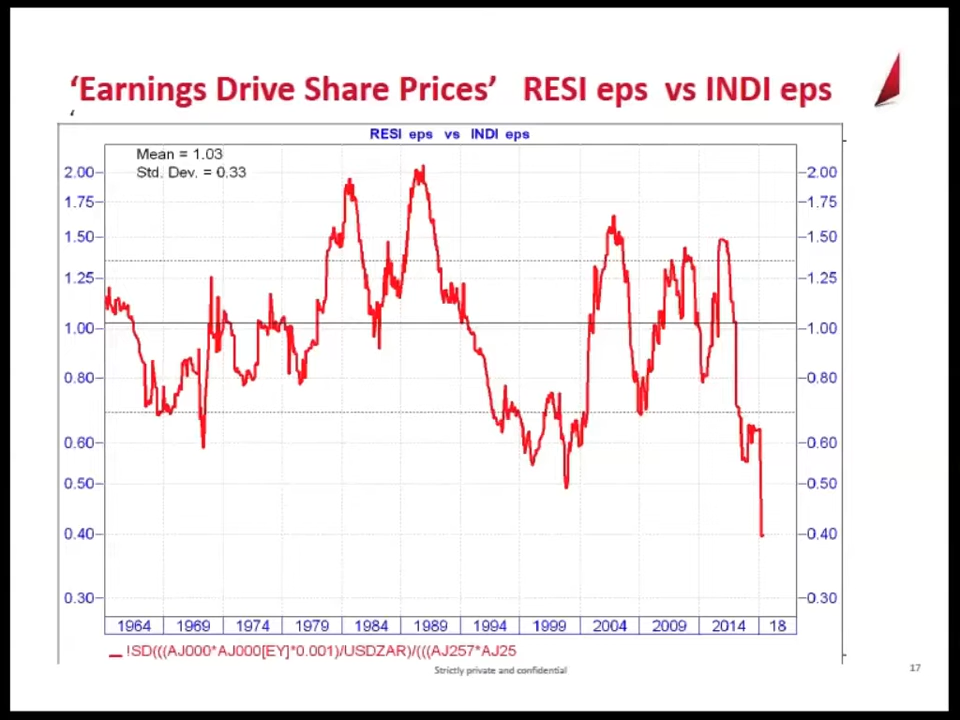 ‘Earnings Drive Share Prices’ RESI eps vs INDI eps
‘
RESI eps vs INDI eps
Mean = 1.03
Std. Dev. = 0.33
2.00 2.00
1.75 1.75
1.50 1.50
1.25 1.25
1.00 1.00
0.80 0.80
0.60 0.60
0.50 0.50
0.40 0.40
0.30 0.30
1964 1969 1974 1979 1984 1989 1994 1999 2004 2009 2014 18
!SD(((AJ000*AJ000[EY]*0.001)/USDZAR)/(((AJ257*AJ25
Strictly private and confidential
17